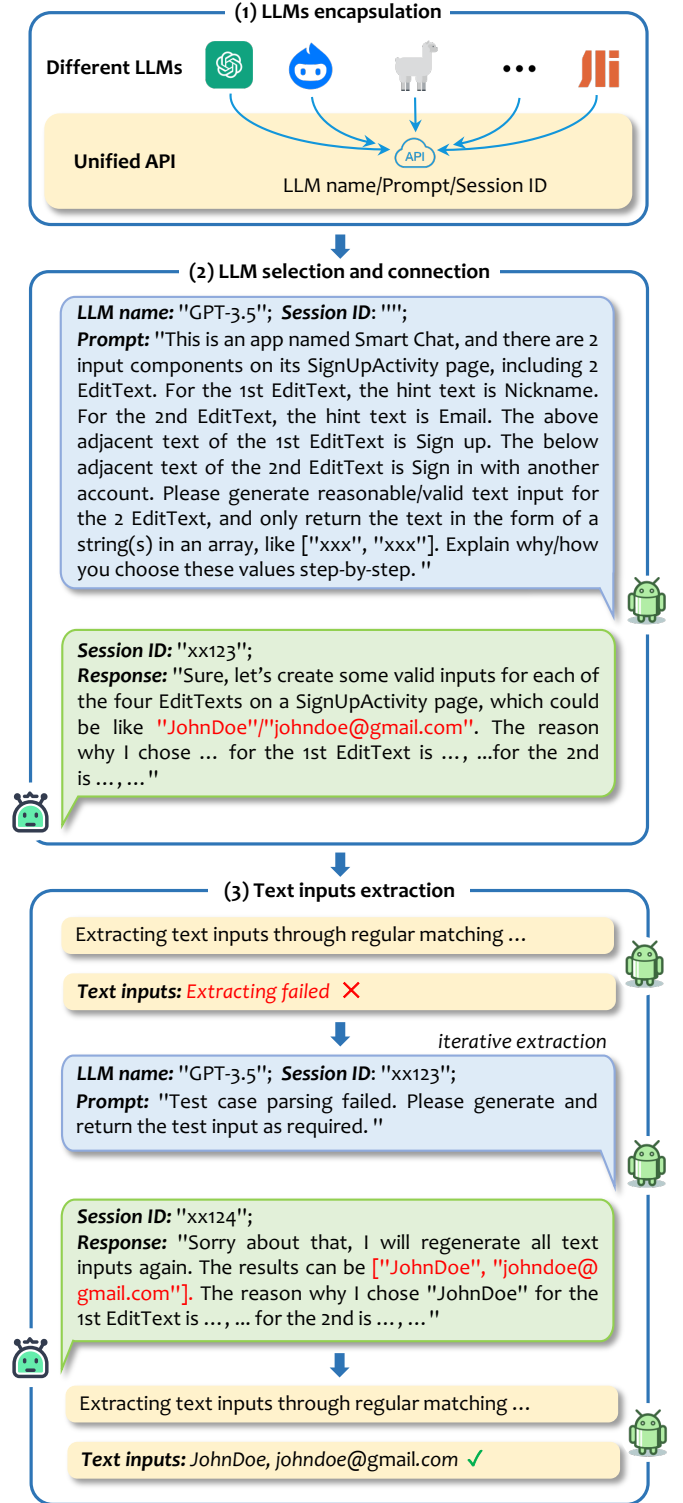 (1) LLMs encapsulation
Different LLMs
•••
Unified API
API
LLM name/Prompt/Session ID
(2) LLM selection and connection
LLM name: "GPT-3.5"; Session ID: "";
Prompt: "This is an app named Smart Chat, and there are 2
input components on its SignUpActivity page, including 2
EditText. For the 1st EditText, the hint text is Nickname.
For the 2nd EditText, the hint text is Email. The above
adjacent text of the 1st EditText is Sign up. The below
adjacent text of the 2nd EditText is Sign in with another
account. Please generate reasonable/valid text input for
the 2 EditText, and only return the text in the form of a
string(s) in an array, like ["xxx", "xxx"]. Explain why/how
you choose these values step-by-step. "
Session ID: "xx123";
Response: "Sure, let's create some valid inputs for each of
the four EditTexts on a SignUpActivity page, which could
be like "JohnDoe"/"johndoe@gmail.com". The reason
why I chose … for the 1st EditText is …, ...for the 2nd
is …, … "
(3) Text inputs extraction
Extracting text inputs through regular matching …
Text inputs: Extracting failed ✕
iterative extraction
LLM name: "GPT-3.5"; Session ID: "xx123";
Prompt: "Test case parsing failed. Please generate and
return the test input as required. "
Session ID: "xx124";
Response: "Sorry about that, I will regenerate all text
inputs again. The results can be ["JohnDoe", "johndoe@
gmail.com"]. The reason why I chose "JohnDoe" for the
1st EditText is …, ... for the 2nd is …, … "
Extracting text inputs through regular matching …
Text inputs: JohnDoe, johndoe@gmail.com ✓